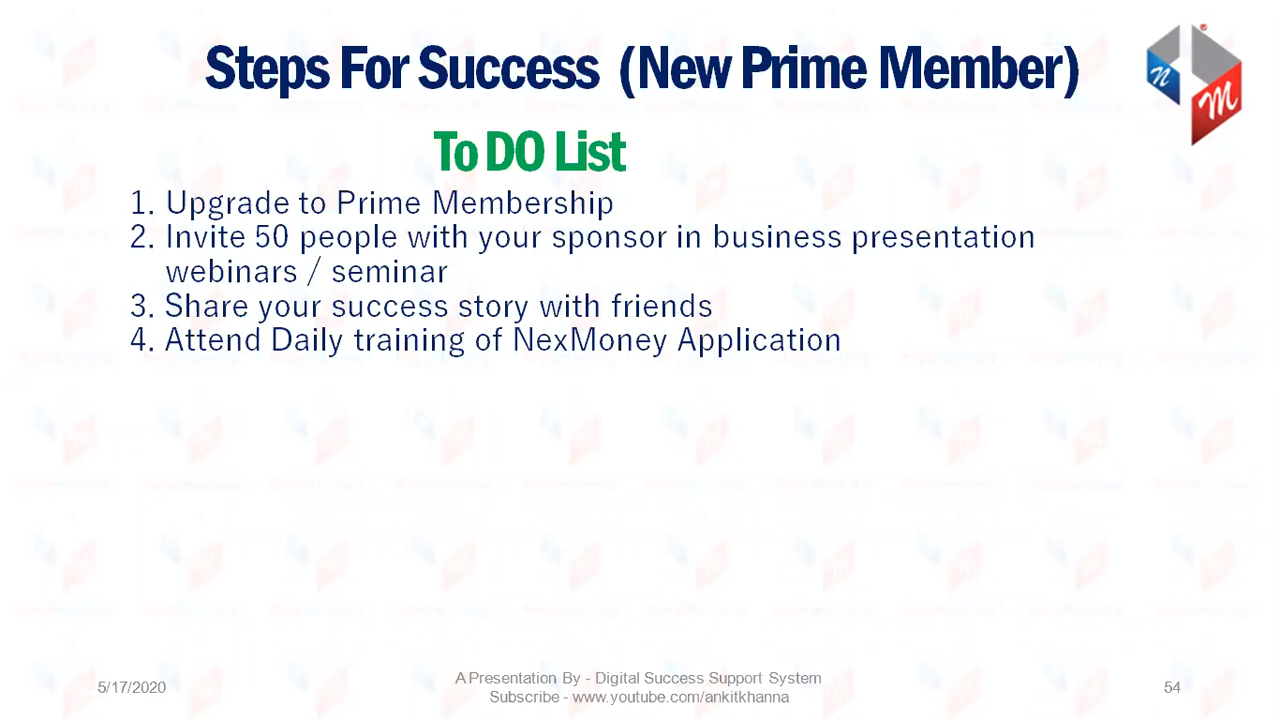 Steps For Success (New Prime Member)
n
M
To DO List
1. Upgrade to Prime Membership
2. Invite 50 people with your sponsor in business presentation
webinars / seminar
3. Share your success story with friends
4. Attend Daily training of NexMoney Application
5/17/2020
A Presentation By - Digital Success Support System
Subscribe - www.youtube.com/ankitkhanna
54